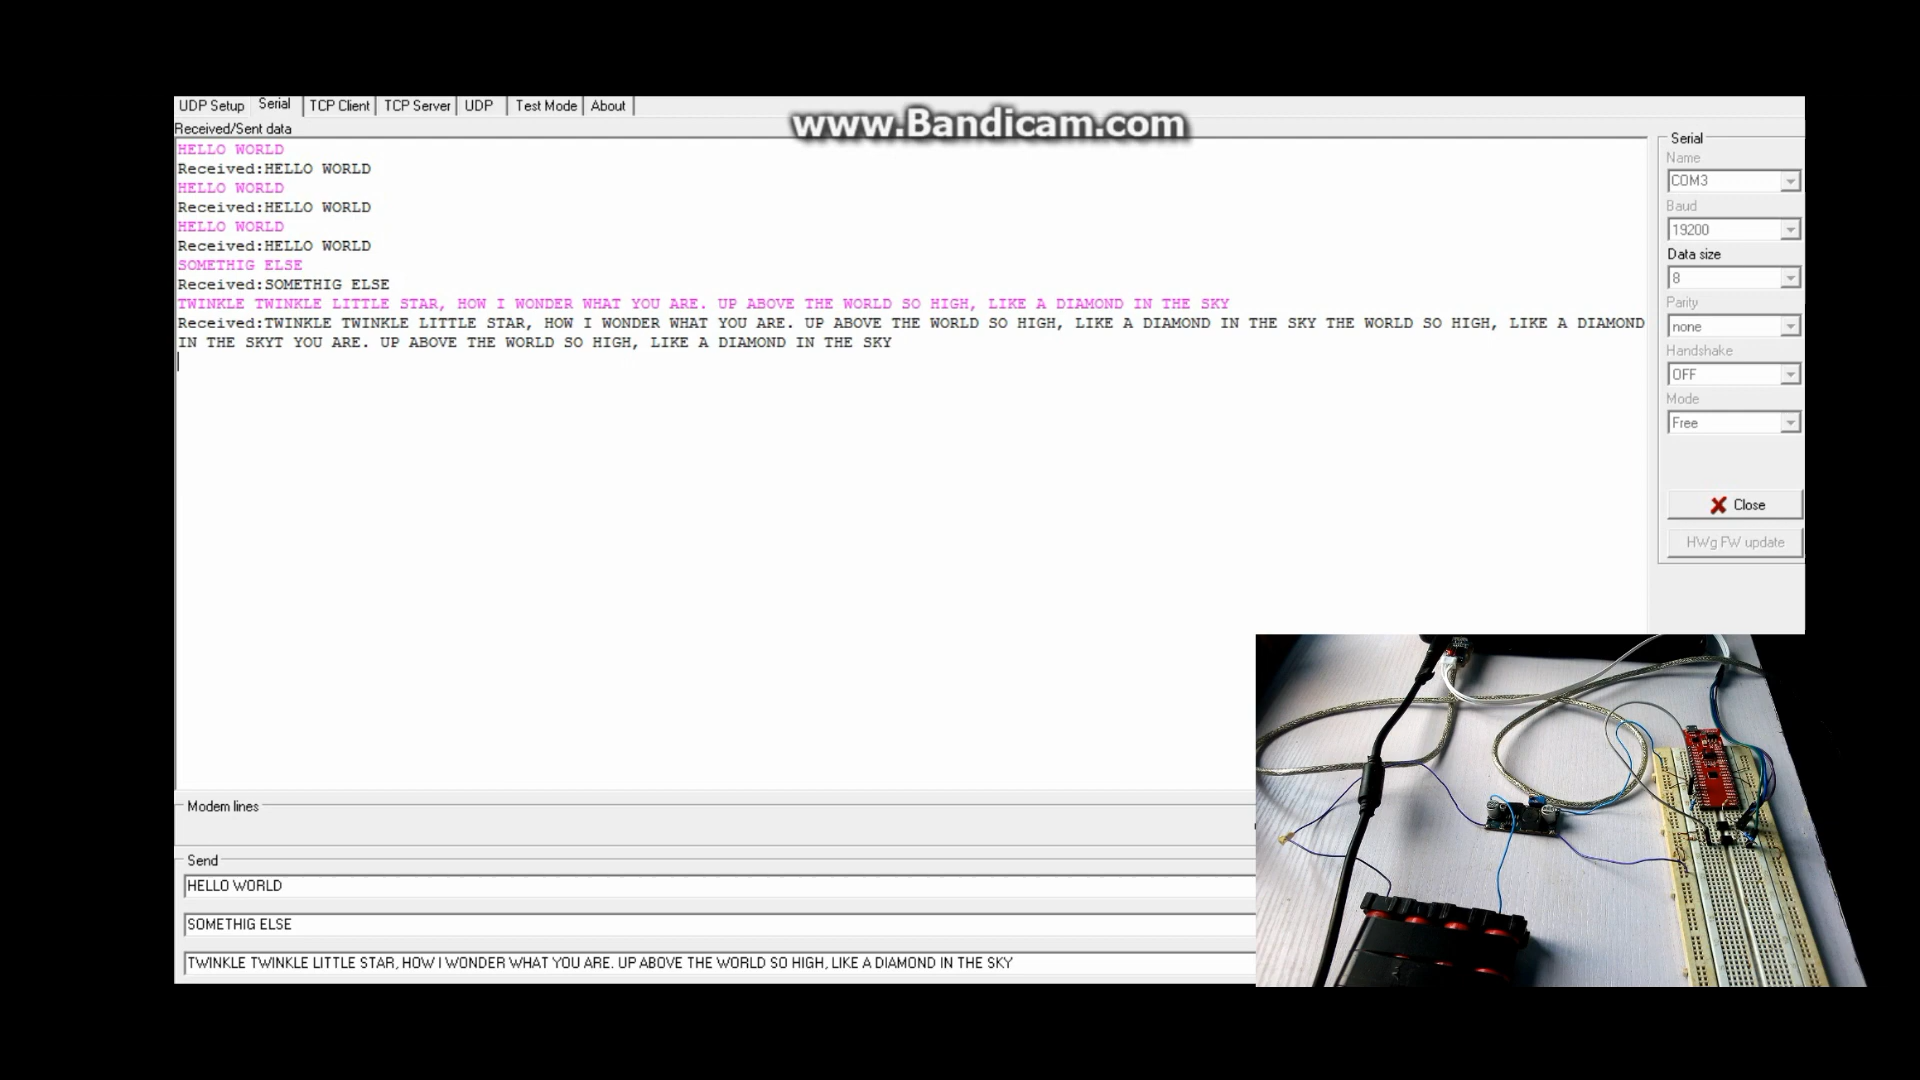 www.Bandicam.com
UDP Setup Serial TCP Client TCP Server UDP Test Mode About
Received/Sent data
HELLO WORLD
Received:HELLO WORLD
HELLO WORLD
Received:HELLO WORLD
HELLO WORLD
Received:HELLO WORLD
SOMETHIG ELSE
Received:SOMETHIG ELSE
TWINKLE TWINKLE LITTLE STAR, HOW I WONDER WHAT YOU ARE. UP ABOVE THE WORLD SO HIGH, LIKE A DIAMOND IN THE SKY
Received:TWINKLE TWINKLE LITTLE STAR, HOW I WONDER WHAT YOU ARE. UP ABOVE THE WORLD SO HIGH, LIKE A DIAMOND IN THE SKY THE WORLD SO HIGH, LIKE A DIAMOND
IN THE SKYT YOU ARE. UP ABOVE THE WORLD SO HIGH, LIKE A DIAMOND IN THE SKY
Serial
Name
COM3
Baud
19200
Data size
8
Parity
none
Handshake
OFF
Mode
Free
Close
HWg FW update
Modem lines
Send
HELLO WORLD
SOMETHIG ELSE
TWINKLE TWINKLE LITTLE STAR, HOW I WONDER WHAT YOU ARE. UP ABOVE THE WORLD SO HIGH, LIKE A DIAMOND IN THE SKY